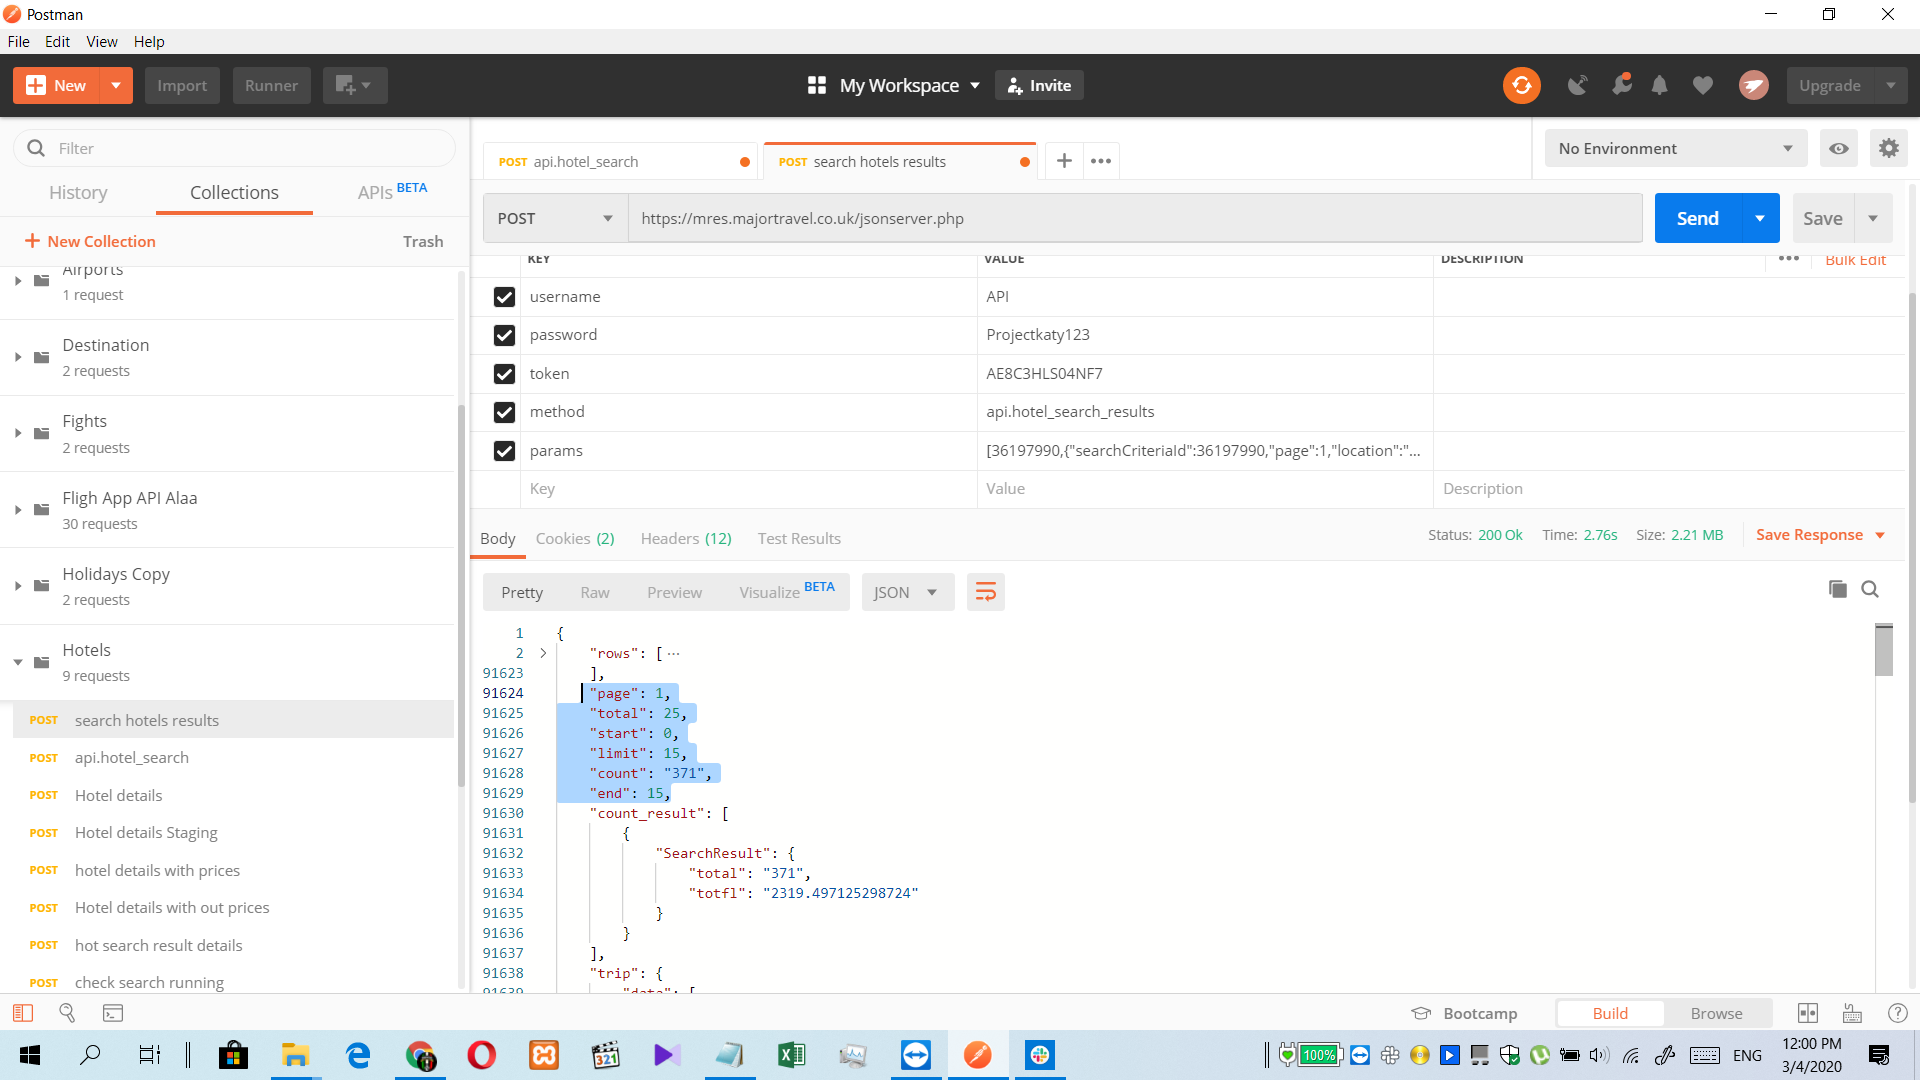 Postman
File Edit View Help
New Import Runner My Workspace Invite Upgrade
Filter
History Collections APIs BETA
New Collection Trash
Airports
1 request
Destination
2 requests
Fights
2 requests
Fligh App API Alaa
30 requests
Holidays Copy
2 requests
Hotels
9 requests
POST search hotels results
POST api.hotel_search
POST Hotel details
POST Hotel details Staging
POST hotel details with prices
POST Hotel details with out prices
POST hot search result details
POST check search running
POST api.hotel_search POST search hotels results No Environment
POST https://mres.majortravel.co.uk/jsonserver.php Send Save
KEY VALUE DESCRIPTION Bulk Edit
username API
password Projectkaty123
token AE8C3HLS04NF7
method api.hotel_search_results
params [36197990,{"searchCriteriaId":36197990,"page":1,"location":"...
Key Value Description
Body Cookies (2) Headers (12) Test Results Status: 200 Ok Time: 2.76s Size: 2.21 MB Save Response
Pretty Raw Preview Visualize BETA JSON
1 {
2 "rows": [ ...
91623 ],
91624 "page": 1,
91625 "total": 25,
91626 "start": 0,
91627 "limit": 15,
91628 "count": "371",
91629 "end": 15,
91630 "count_result": [
91631 {
91632 "SearchResult": {
91633 "total": "371",
91634 "totfl": "2319.497125298724"
91635 }
91636 }
91637 ],
91638 "trip": {
91639 "data": [
Bootcamp Build Browse
321
100% ENG 12:00 PM
3/4/2020